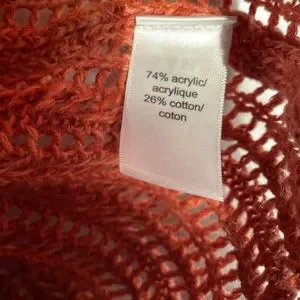 74% acrylic/
acrylique
26% cotton/
coton